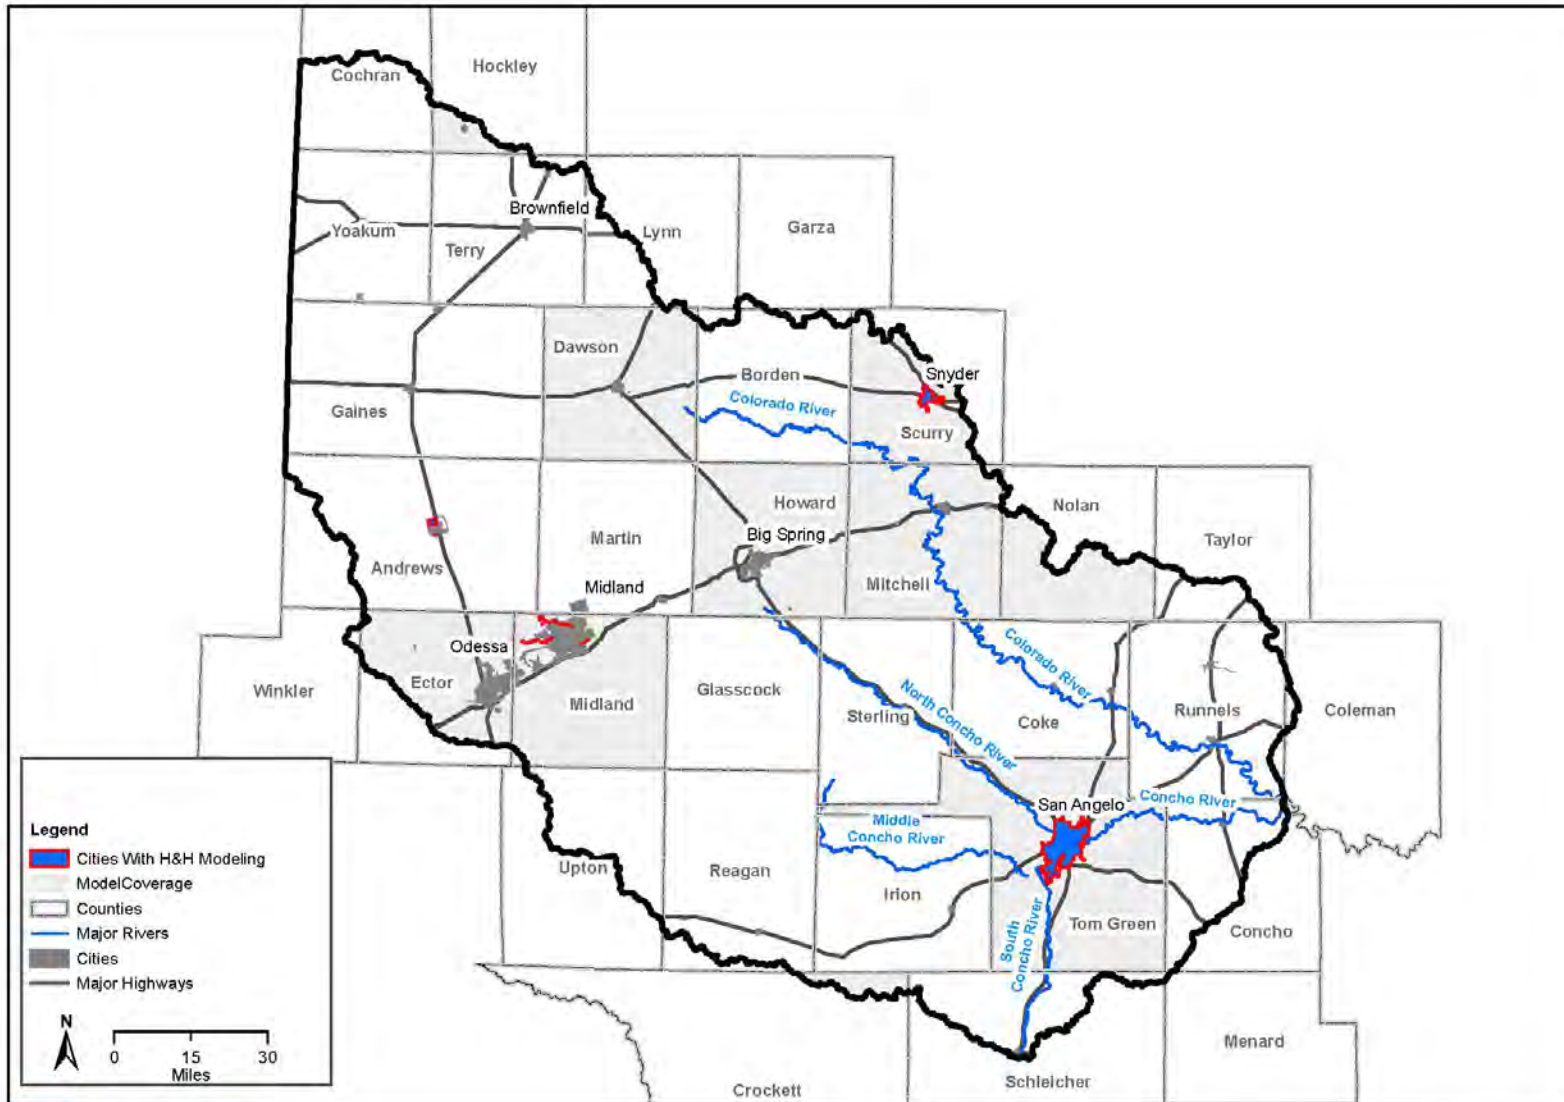 Cochran
Hockley
Brownfield
Yoakum
Terry
Lynn
Garza
Dawson
Borden
Snyder
Colorado River
Gaines
Scurry
Howard
Nolan
Big Spring
Martin
Taylor
Andrews
Midland
Mitchell
Odessa
Ector
Winkler
Midland
Glasscock
North Concho River
Sterling
Colorado River
Coke
Runnels
Coleman
San Angelo
Concho River
Middle
Concho River
Upton
Reagan
Irion
South
Concho River
Tom Green
Concho
Menard
Schleicher
Crockett
Legend
Cities With H&H Modeling
ModelCoverage
Counties
Major Rivers
Cities
Major Highways
N
0 15 30
Miles